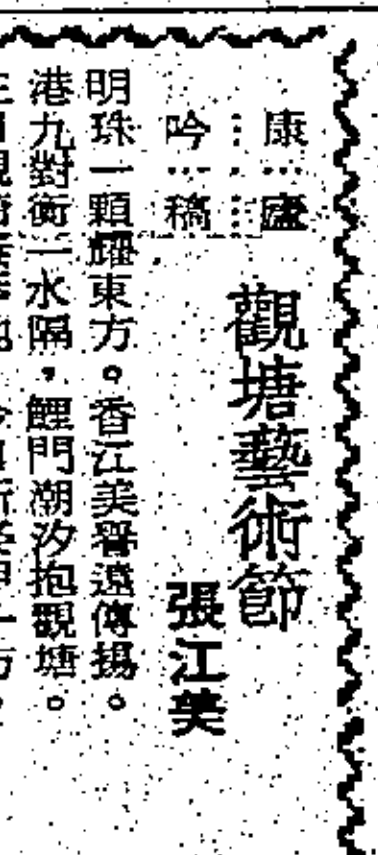 康廬
吟稿
觀塘藝術節
張江美
明珠一顆耀東方。香江美譽遠傳揚。
港九對衡一水隔，鯉門潮汐抱觀塘。